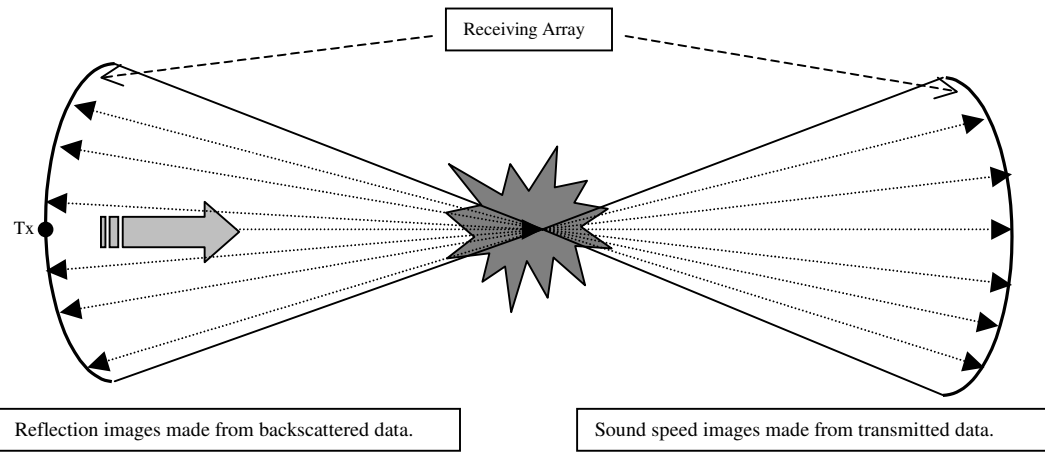 Receiving Array
Tx
Reflection images made from backscattered data.
Sound speed images made from transmitted data.